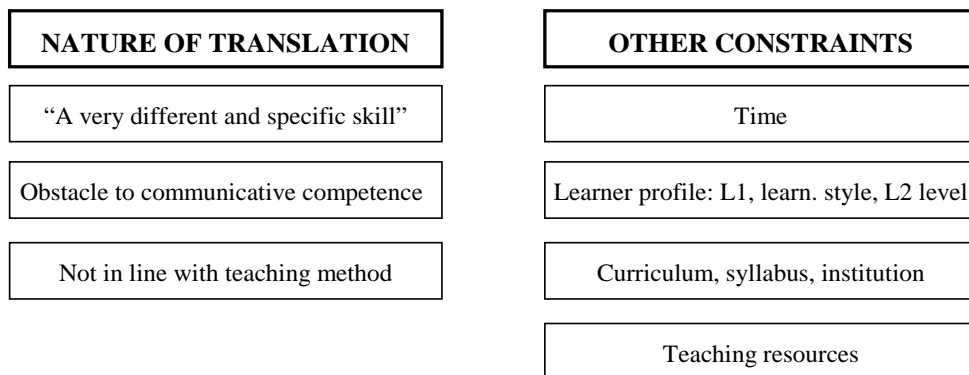 NATURE OF TRANSLATION
“A very different and specific skill”
Obstacle to communicative competence
Not in line with teaching method
OTHER CONSTRAINTS
Time
Learner profile: L1, learn. style, L2 level
Curriculum, syllabus, institution
Teaching resources